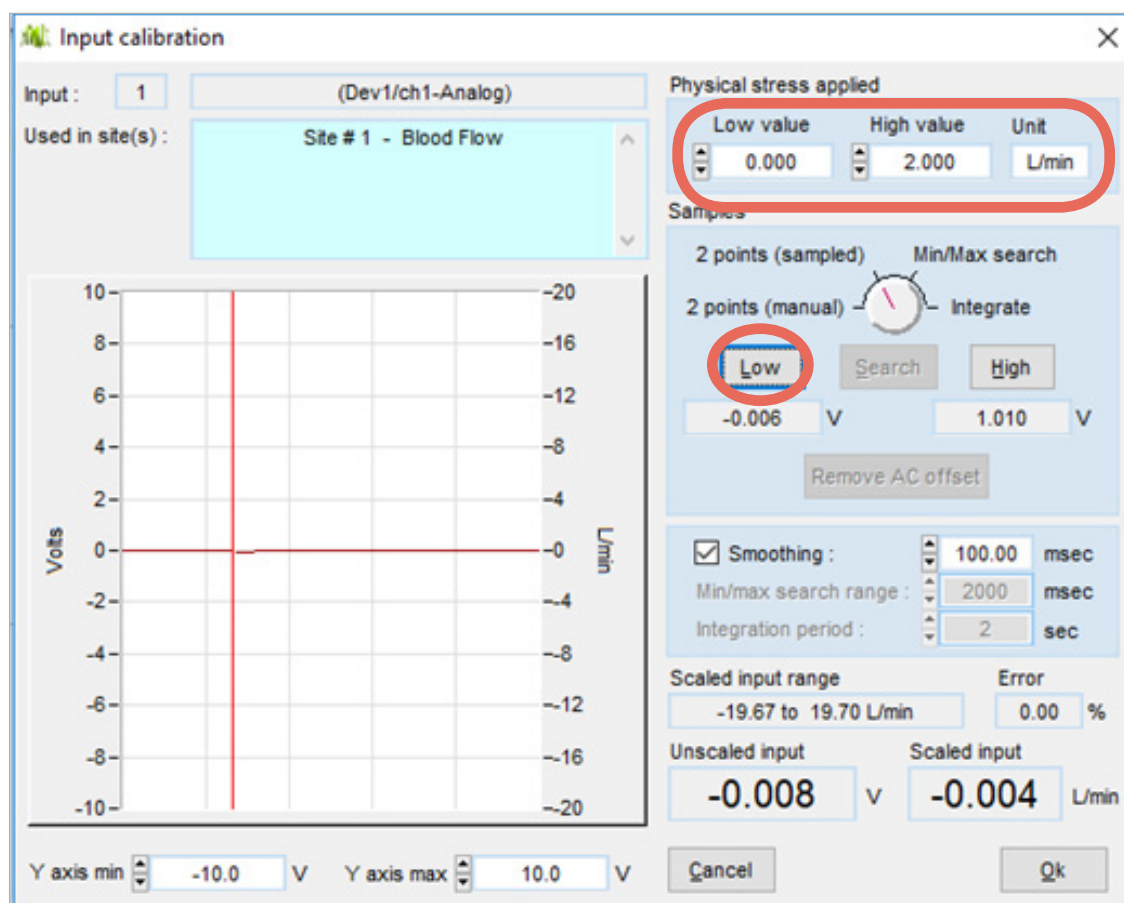 Input calibration
Input : 1 (Dev1/ch1-Analog)
Used in site(s) : Site # 1 - Blood Flow
Physical stress applied
Low value High value Unit
0.000 2.000 L/min
Samples
2 points (sampled) Min/Max search
2 points (manual) Integrate
Low Search High
-0.006 V 1.010 V
Remove AC offset
Smoothing : 100.00 msec
Min/max search range : 2000 msec
Integration period : 2 sec
Scaled input range Error
-19.67 to 19.70 L/min 0.00 %
Unscaled input Scaled input
-0.008 V -0.004 L/min
10 20
8 16
6 12
4 8
2 4
0 0
-2 -4
-4 -8
-6 -12
-8 -16
-10 -20
Volts
L/min
Y axis min -10.0 V Y axis max 10.0 V
Cancel Ok